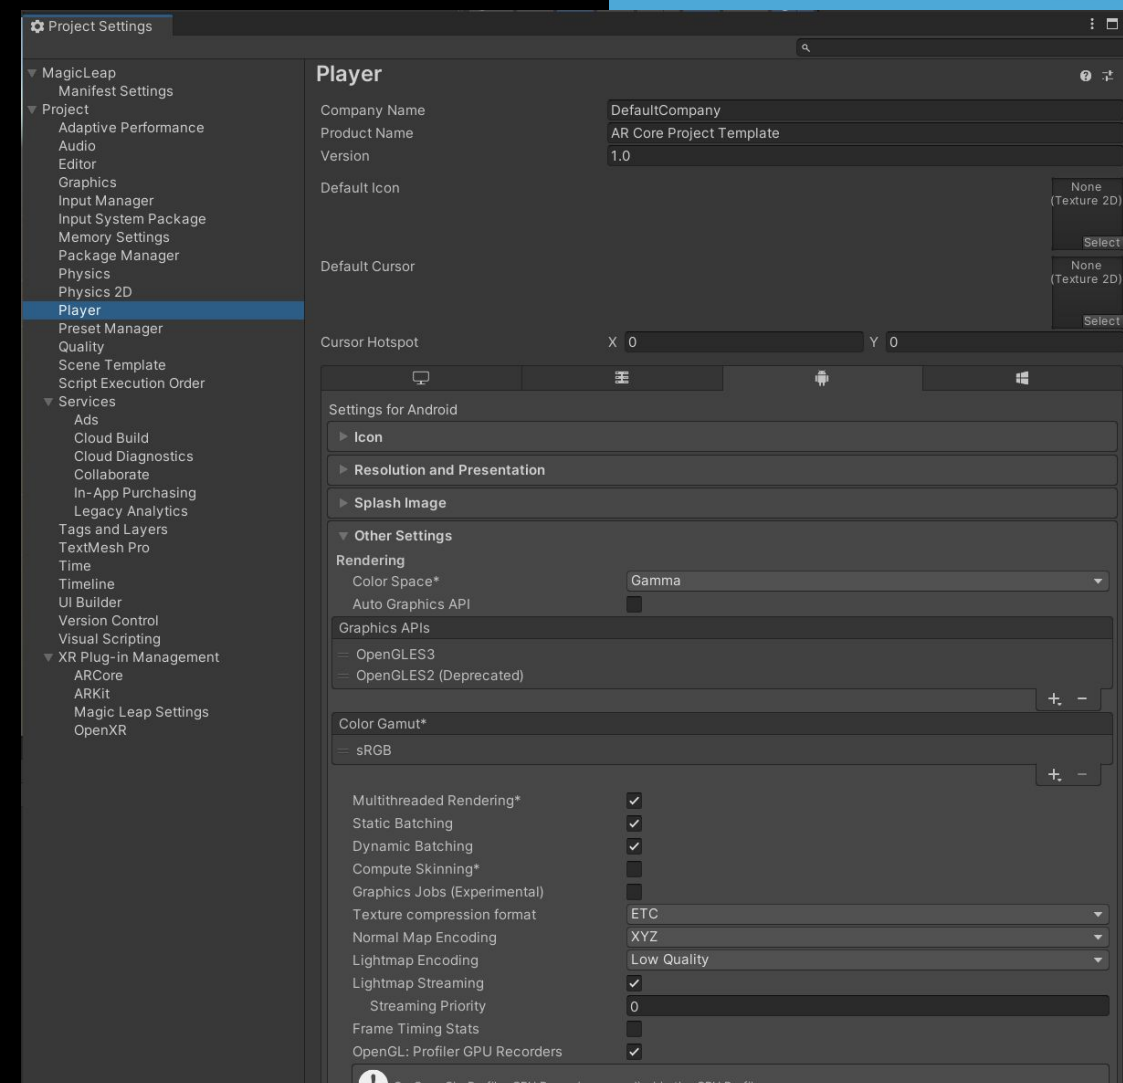 Project Settings
MagicLeap
Manifest Settings
Project
Adaptive Performance
Audio
Editor
Graphics
Input Manager
Input System Package
Memory Settings
Package Manager
Physics
Physics 2D
Player
Preset Manager
Quality
Scene Template
Script Execution Order
Services
Ads
Cloud Build
Cloud Diagnostics
Collaborate
In-App Purchasing
Legacy Analytics
Tags and Layers
TextMesh Pro
Time
Timeline
UI Builder
Version Control
Visual Scripting
XR Plug-in Management
ARCore
ARKit
Magic Leap Settings
OpenXR
Player
Company Name DefaultCompany
Product Name AR Core Project Template
Version 1.0
Default Icon
None
(Texture 2D)
Select
Default Cursor
None
(Texture 2D)
Select
Cursor Hotspot X 0 Y 0
Settings for Android
Icon
Resolution and Presentation
Splash Image
Other Settings
Rendering
Color Space* Gamma
Auto Graphics API
Graphics APIs
OpenGLES3
OpenGLES2 (Deprecated)
Color Gamut*
sRGB
Multithreaded Rendering*
Static Batching
Dynamic Batching
Compute Skinning*
Graphics Jobs (Experimental)
Texture compression format ETC
Normal Map Encoding XYZ
Lightmap Encoding Low Quality
Lightmap Streaming
Streaming Priority 0
Frame Timing Stats
OpenGL: Profiler GPU Recorders